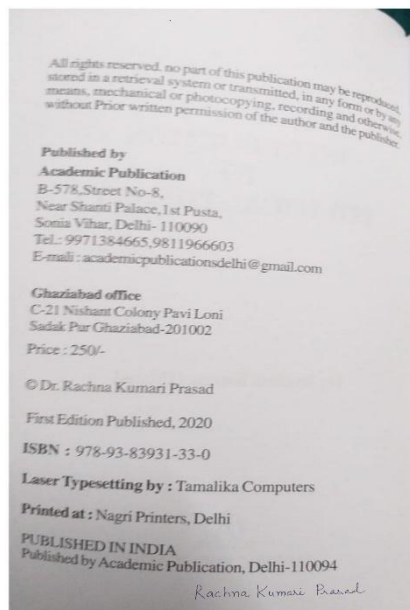 All rights reserved. no part of this publication may be reproduced,
stored in a retrieval system or transmitted, in any form or by any
means, mechanical or photocopying, recording and otherwise,
without Prior written permission of the author and the publisher.
Published by
Academic Publication
B-578,Street No-8,
Near Shanti Palace,1st Pusta,
Sonia Vihar, Delhi- 110090
Tel.: 9971384665,9811966603
E-mali : academicpublicationsdelhi@gmail.com
Ghaziabad office
C-21 Nishant Colony Pavi Loni
Sadak Pur Ghaziabad-201002
Price : 250/-
© Dr. Rachna Kumari Prasad
First Edition Published, 2020
ISBN : 978-93-83931-33-0
Laser Typesetting by : Tamalika Computers
Printed at : Nagri Printers, Delhi
PUBLISHED IN INDIA
Published by Academic Publication, Delhi-110094
Rachna Kumari Prasad